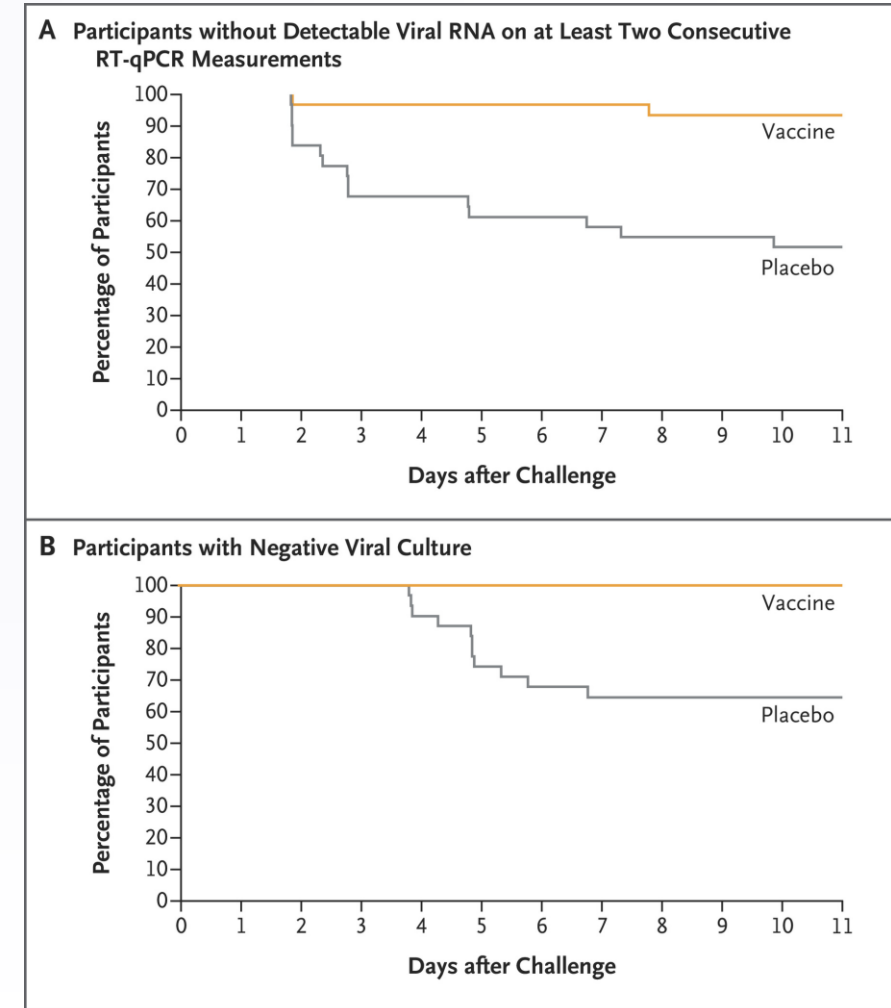 A Participants without Detectable Viral RNA on at Least Two Consecutive
RT-qPCR Measurements
Percentage of Participants
100
90
80
70
60
50
40
30
20
10
0
Vaccine
Placebo
0 1 2 3 4 5 6 7 8 9 10 11
Days after Challenge
B Participants with Negative Viral Culture
Percentage of Participants
100
90
80
70
60
50
40
30
20
10
0
Vaccine
Placebo
0 1 2 3 4 5 6 7 8 9 10 11
Days after Challenge